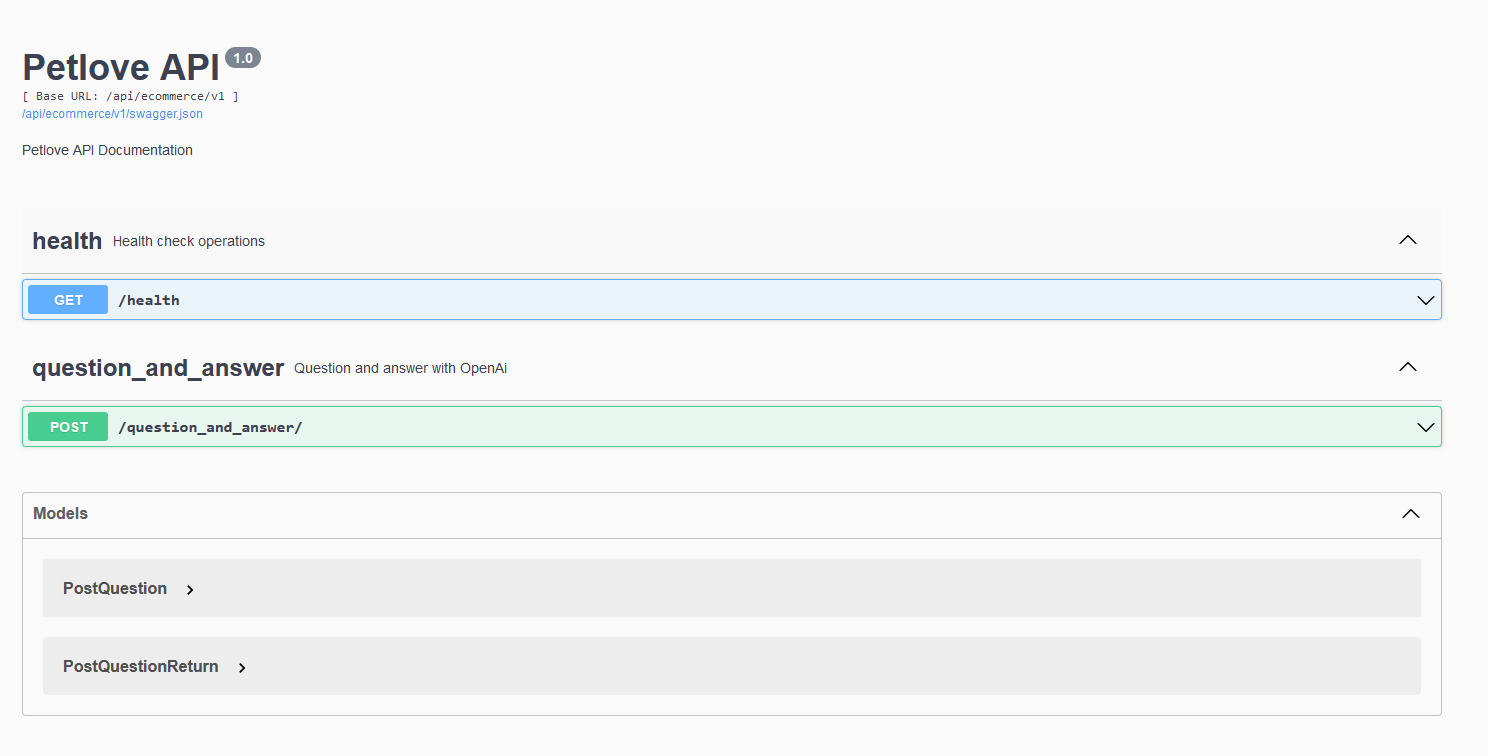 Petlove API 1.0
[ Base URL: /api/ecommerce/v1 ]
/api/ecommerce/v1/swagger.json
Petlove API Documentation
health Health check operations
GET /health
question_and_answer Question and answer with OpenAi
POST /question_and_answer/
Models
PostQuestion
PostQuestionReturn